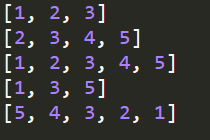 [1, 2, 3]
[2, 3, 4, 5]
[1, 2, 3, 4, 5]
[1, 3, 5]
[5, 4, 3, 2, 1]